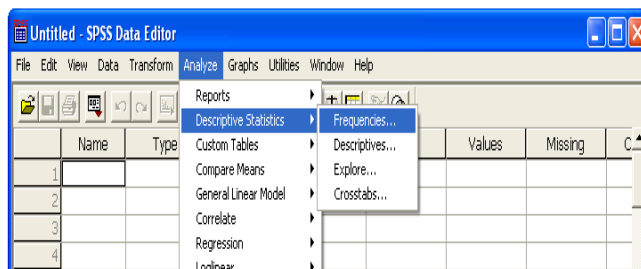 Untitled - SPSS Data Editor
File Edit View Data Transform Analyze Graphs Utilities Window Help
Reports
Descriptive Statistics Frequencies...
Name Type Custom Tables Descriptives... Values Missing
1 Compare Means Explore...
2 General Linear Model Crosstabs...
3 Correlate
4 Regression
Loglinear